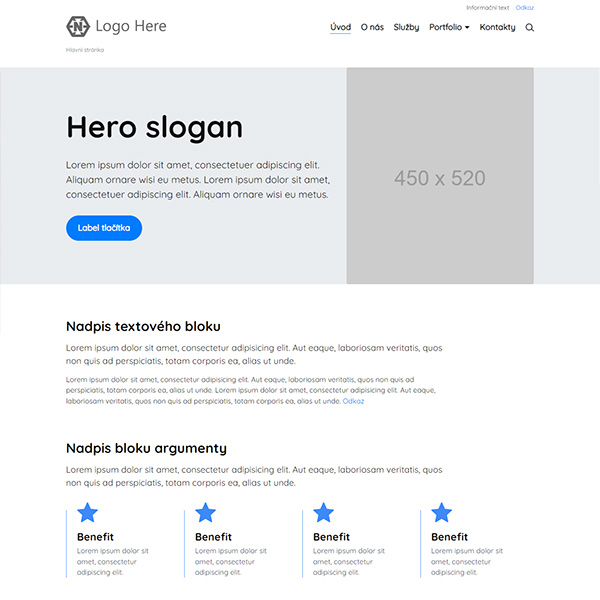 Informační text Odkaz
Logo Here
Úvod O nás Služby Portfolio Kontakty
Hlavní stránka
Hero slogan
Lorem ipsum dolor sit amet, consectetuer adipiscing elit.
Aliquam ornare wisi eu metus. Lorem ipsum dolor sit amet,
consectetuer adipiscing elit. Aliquam ornare wisi eu metus.
Label tlačítka
450 x 520
Nadpis textového bloku
Lorem ipsum dolor sit amet, consectetur adipisicing elit. Aut eaque, laboriosam veritatis, quos
non quis ad perspiciatis, totam corporis ea, alias ut unde.
Lorem ipsum dolor sit amet, consectetur adipisicing elit. Aut eaque, laboriosam veritatis, quos non quis ad
perspiciatis, totam corporis ea, alias ut unde. Lorem ipsum dolor sit amet, consectetur adipisicing elit. Aut eaque,
laboriosam veritatis, quos non quis ad perspiciatis, totam corporis ea, alias ut unde. Odkaz
Nadpis bloku argumenty
Lorem ipsum dolor sit amet, consectetur adipisicing elit. Aut eaque, laboriosam veritatis, quos
non quis ad perspiciatis.
Benefit
Lorem ipsum dolor sit
amet, consectetur
adipiscing elit.
Benefit
Lorem ipsum dolor sit
amet, consectetur
adipiscing elit.
Benefit
Lorem ipsum dolor sit
amet, consectetur
adipiscing elit.
Benefit
Lorem ipsum dolor sit
amet, consectetur
adipiscing elit.